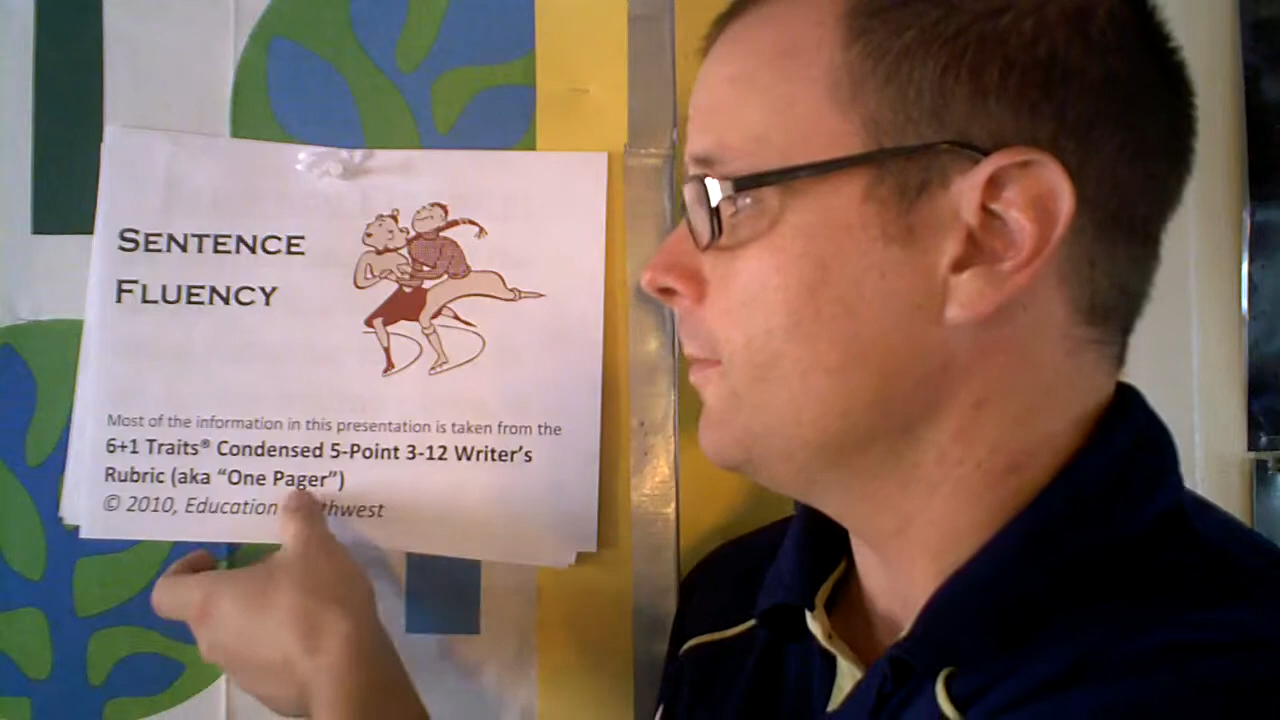 SENTENCE
FLUENCY
Most of the information in this presentation is taken from the
6+1 Traits® Condensed 5-Point 3-12 Writer's
Rubric (aka "One Pager")
© 2010, Education